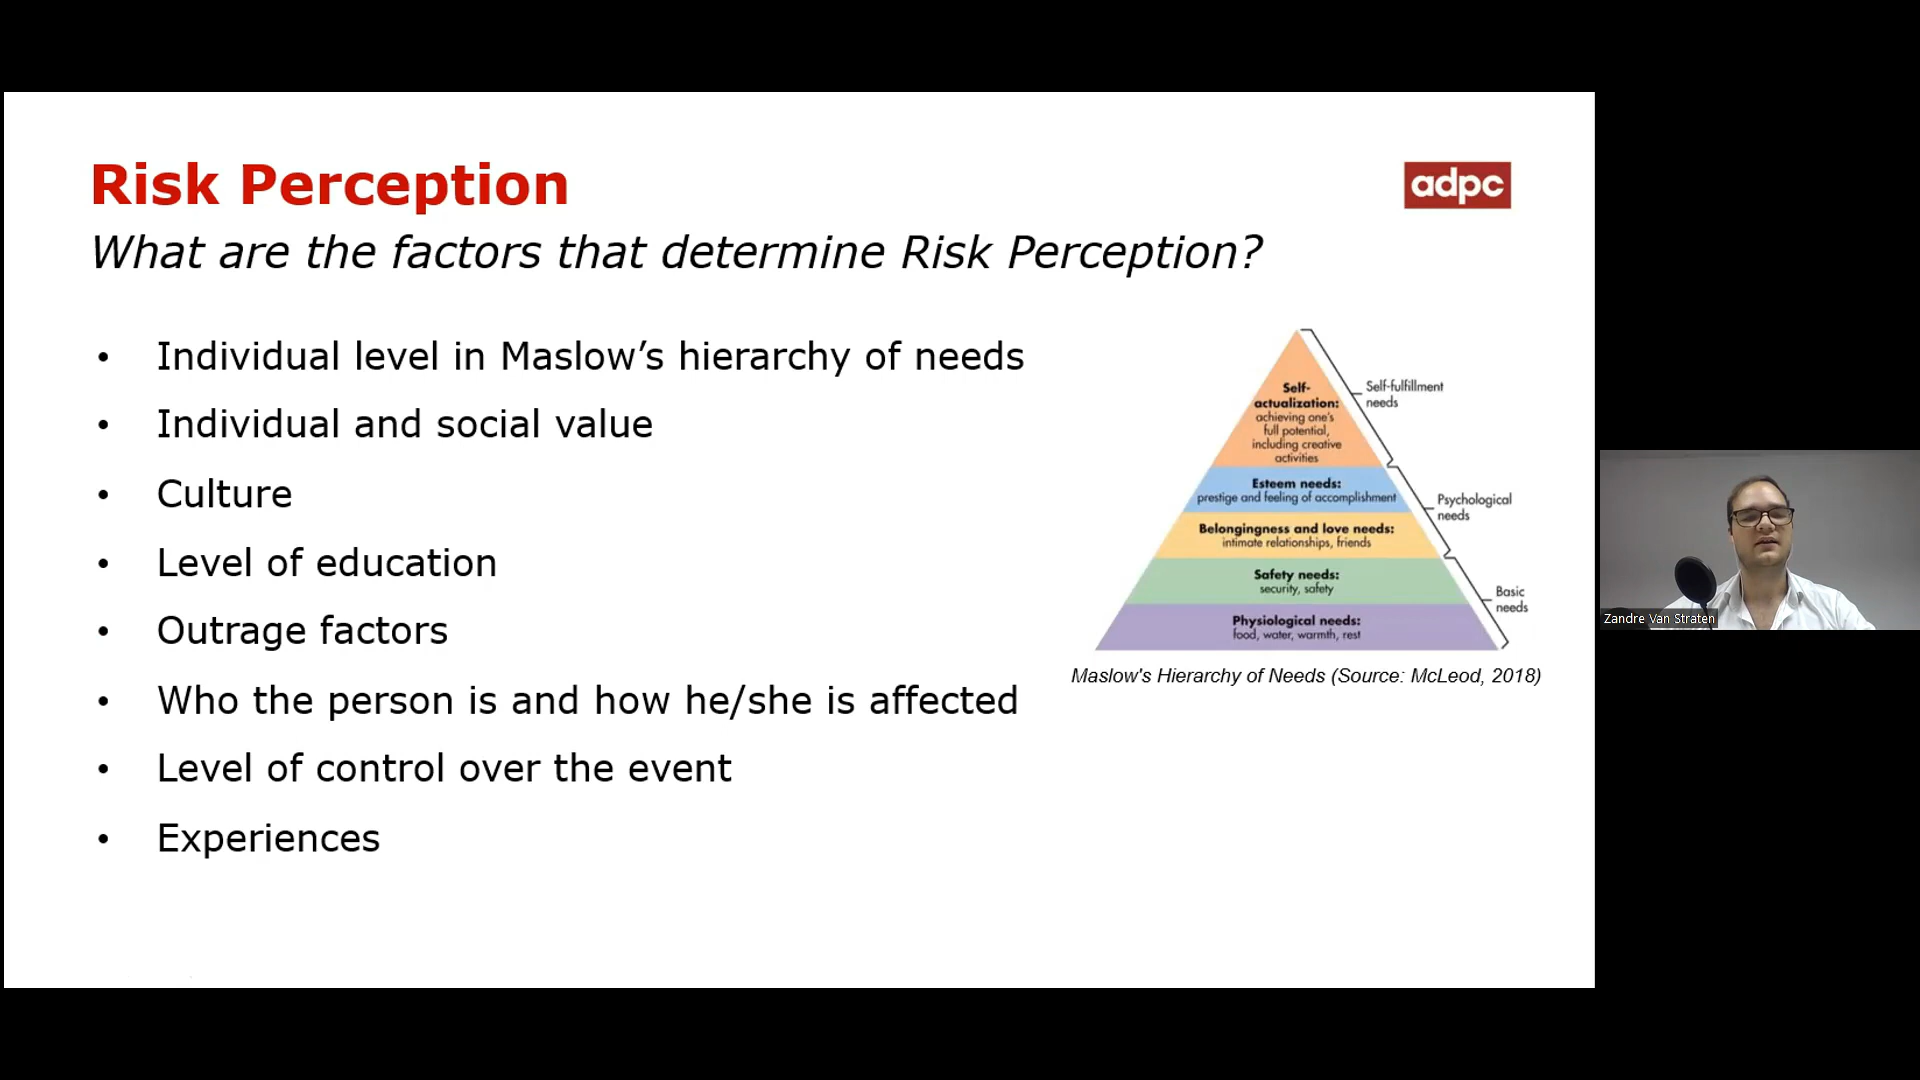 Risk Perception
adpc
What are the factors that determine Risk Perception?
• Individual level in Maslow’s hierarchy of needs
• Individual and social value
• Culture
• Level of education
• Outrage factors
• Who the person is and how he/she is affected
• Level of control over the event
• Experiences
Self-
actualization:
achieving one's
full potential,
including creative
activities
Self-fulfillment
needs
Esteem needs:
prestige and feeling of accomplishment
Psychological
needs
Belongingness and love needs:
intimate relationships, friends
Safety needs:
security, safety
Basic
needs
Physiological needs:
food, water, warmth, rest
Maslow's Hierarchy of Needs (Source: McLeod, 2018)
Zandre Van Straten